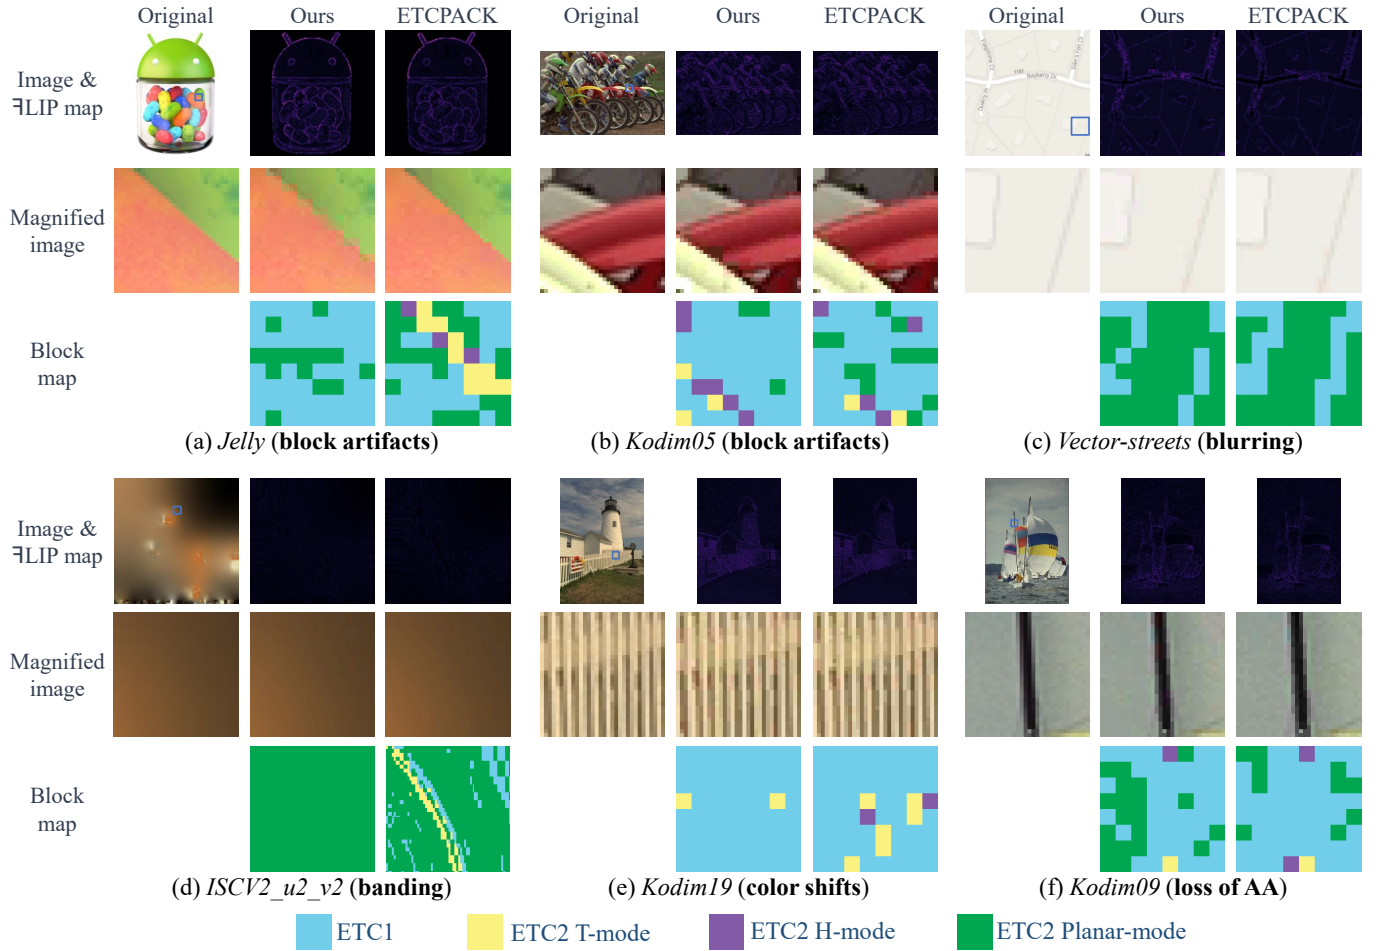 Original Ours ETCPACK Original Ours ETCPACK Original Ours ETCPACK
Image &
ꟻLIP map
Bayberry Dr
Magnified
image
Block
map
(a) Jelly (block artifacts) (b) Kodim05 (block artifacts) (c) Vector-streets (blurring)
Image &
ꟻLIP map
Magnified
image
Block
map
(d) ISCV2_u2_v2 (banding) (e) Kodim19 (color shifts) (f) Kodim09 (loss of AA)
ETC1 ETC2 T-mode ETC2 H-mode ETC2 Planar-mode